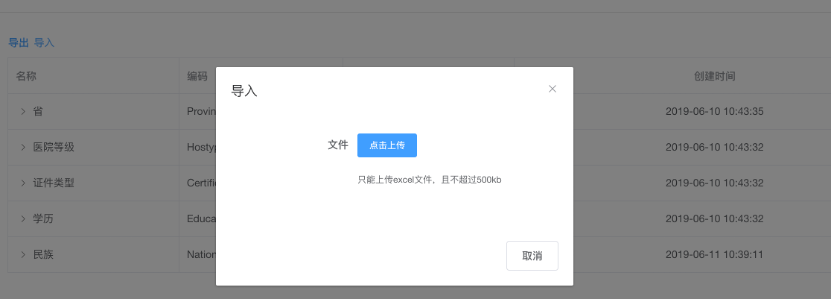 导出 导入
名称 编码 创建时间
导入
省 Provin 2019-06-10 10:43:35
文件 点击上传
医院等级 Hostyp 2019-06-10 10:43:32
只能上传excel文件，且不超过500kb
证件类型 Certific 2019-06-10 10:43:32
学历 Educa 2019-06-10 10:43:32
民族 Nation 2019-06-11 10:39:11
取消